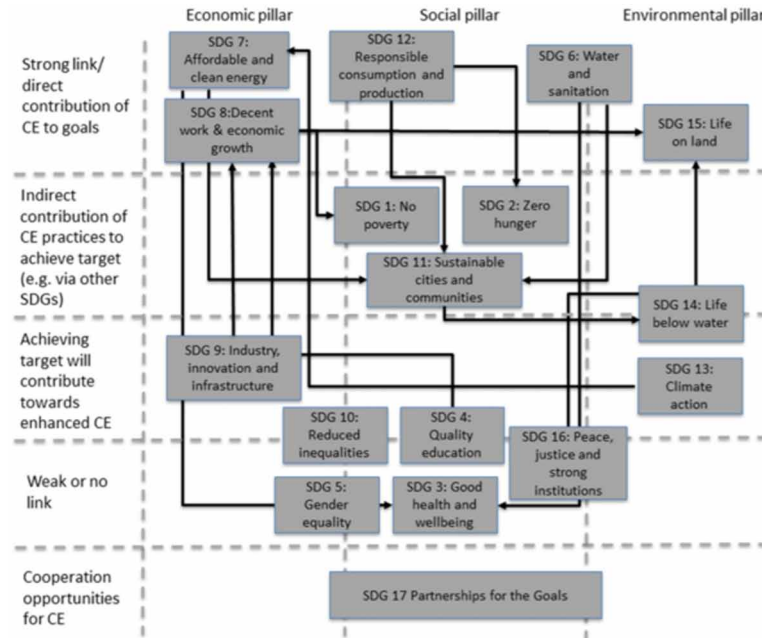 Economic pillar
Social pillar
Environmental pillar
Strong link/
direct
contribution of
CE to goals
SDG 7:
Affordable and
clean energy
SDG 12:
Responsible
consumption and
production
SDG 6: Water
and
sanitation
SDG 8:Decent
work & economic
growth
SDG 15: Life
on land
Indirect
contribution of
CE practices to
achieve target
(e.g. via other
SDGs)
SDG 1: No
poverty
SDG 2: Zero
hunger
SDG 11: Sustainable
cities and
communities
SDG 14: Life
below water
Achieving
target will
contribute
towards
enhanced CE
SDG 9: Industry,
innovation and
infrastructure
SDG 13:
Climate
action
SDG 10:
Reduced
inequalities
SDG 4:
Quality
education
SDG 16: Peace,
justice and
strong
institutions
Weak or no
link
SDG 5:
Gender
equality
SDG 3: Good
health and
wellbeing
Cooperation
opportunities
for CE
SDG 17 Partnerships for the Goals